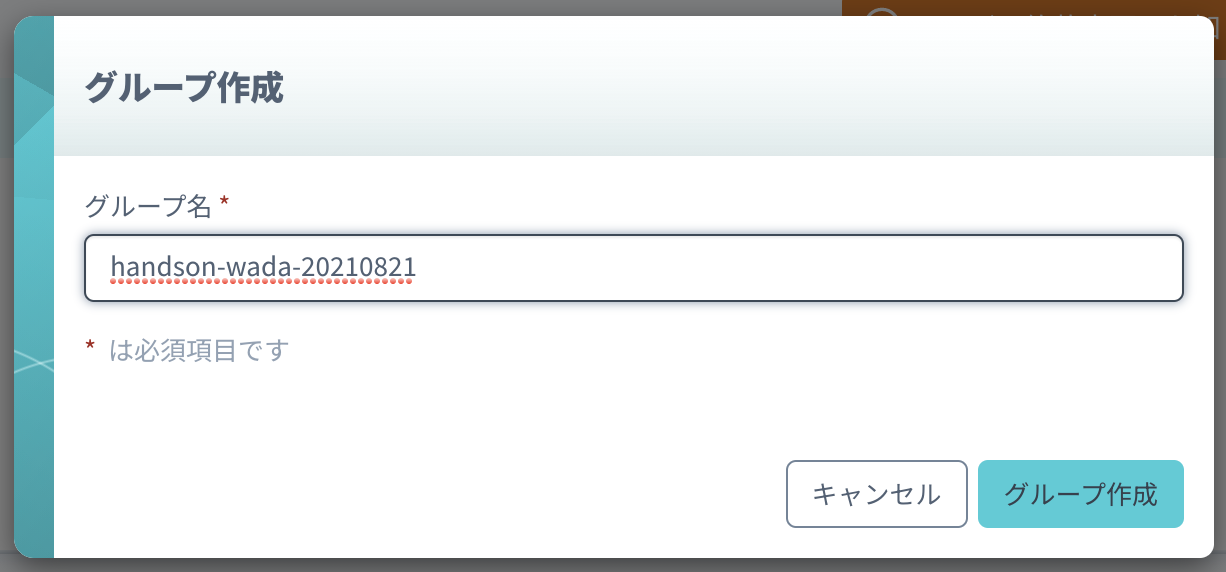 グループ作成
グループ名 *
handson-wada-20210821
* は必須項目です
キャンセル
グループ作成